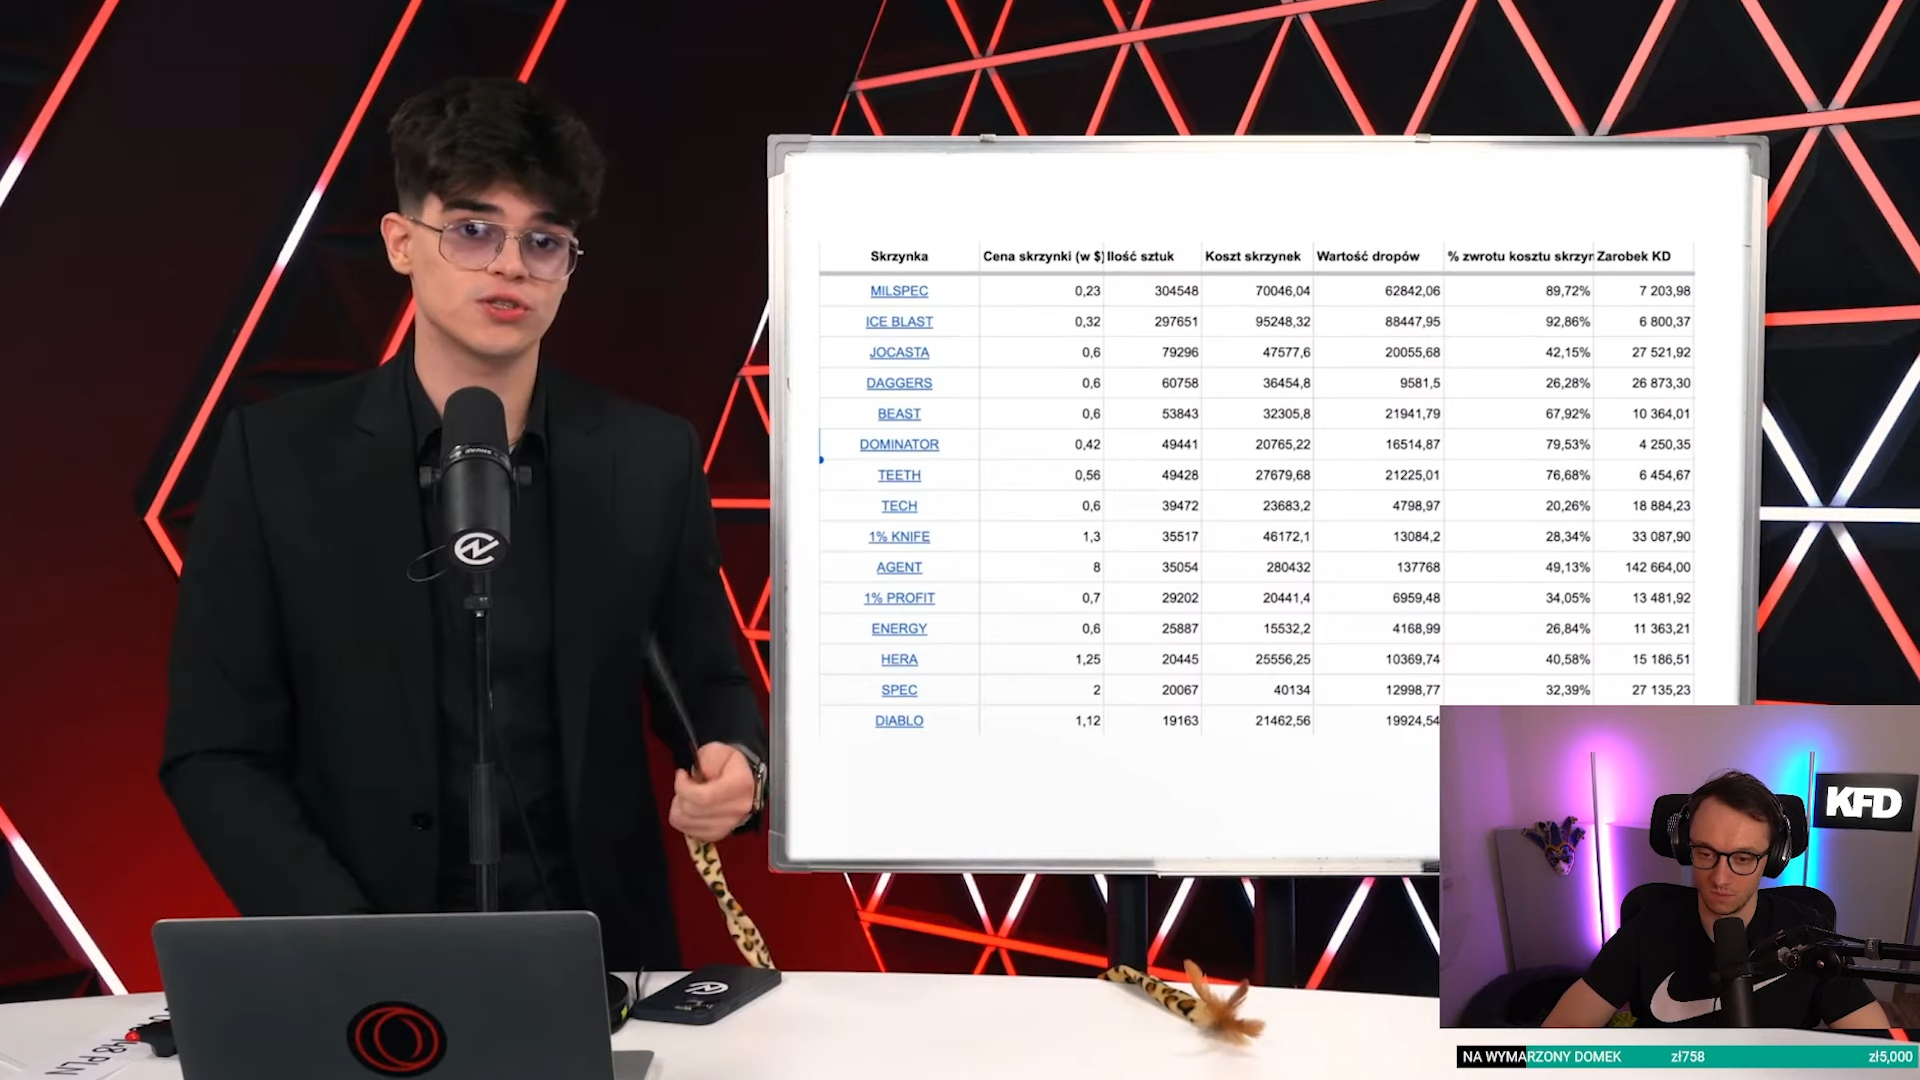 Skrzynka Cena skrzynki (w $) Ilość sztuk Koszt skrzynek Wartość dropów % zwrotu kosztu skrzyn Zarobek KD
MILSPEC 0,23 304548 70046,04 62842,06 89,72% 7 203,98
ICE BLAST 0,32 297651 95248,32 88447,95 92,86% 6 800,37
JOCASTA 0,6 79296 47577,6 20055,68 42,15% 27 521,92
DAGGERS 0,6 60758 36454,8 9581,5 26,28% 26 873,30
BEAST 0,6 53843 32305,8 21941,79 67,92% 10 364,01
DOMINATOR 0,42 49441 20765,22 16514,87 79,53% 4 250,35
TEETH 0,56 49428 27679,68 21225,01 76,68% 6 454,67
TECH 0,6 39472 23683,2 4798,97 20,26% 18 884,23
1% KNIFE 1,3 35517 46172,1 13084,2 28,34% 33 087,90
AGENT 8 35054 280432 137768 49,13% 142 664,00
1% PROFIT 0,7 29202 20441,4 6959,48 34,05% 13 481,92
ENERGY 0,6 25887 15532,2 4168,99 26,84% 11 363,21
HERA 1,25 20445 25556,25 10369,74 40,58% 15 186,51
SPEC 2 20067 40134 12998,77 32,39% 27 135,23
DIABLO 1,12 19163 21462,56 19924,54
KFD
NA WYMARZONY DOMEK zł758 zł5,000